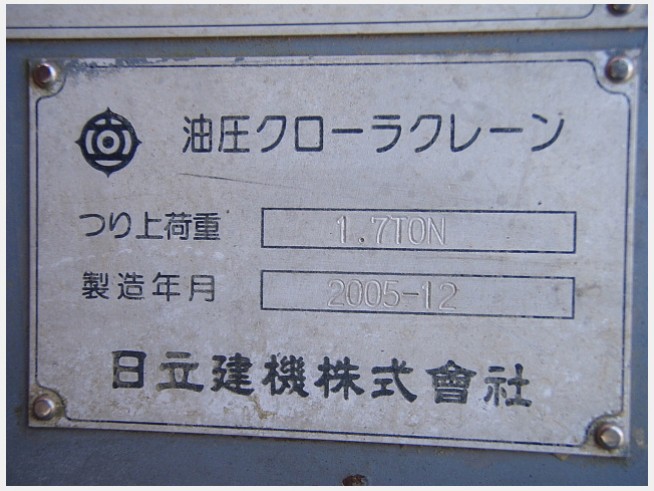 油圧クローラクレーン
つり上荷重 1.7TON
製造年月 2005-12
日立建機株式會社